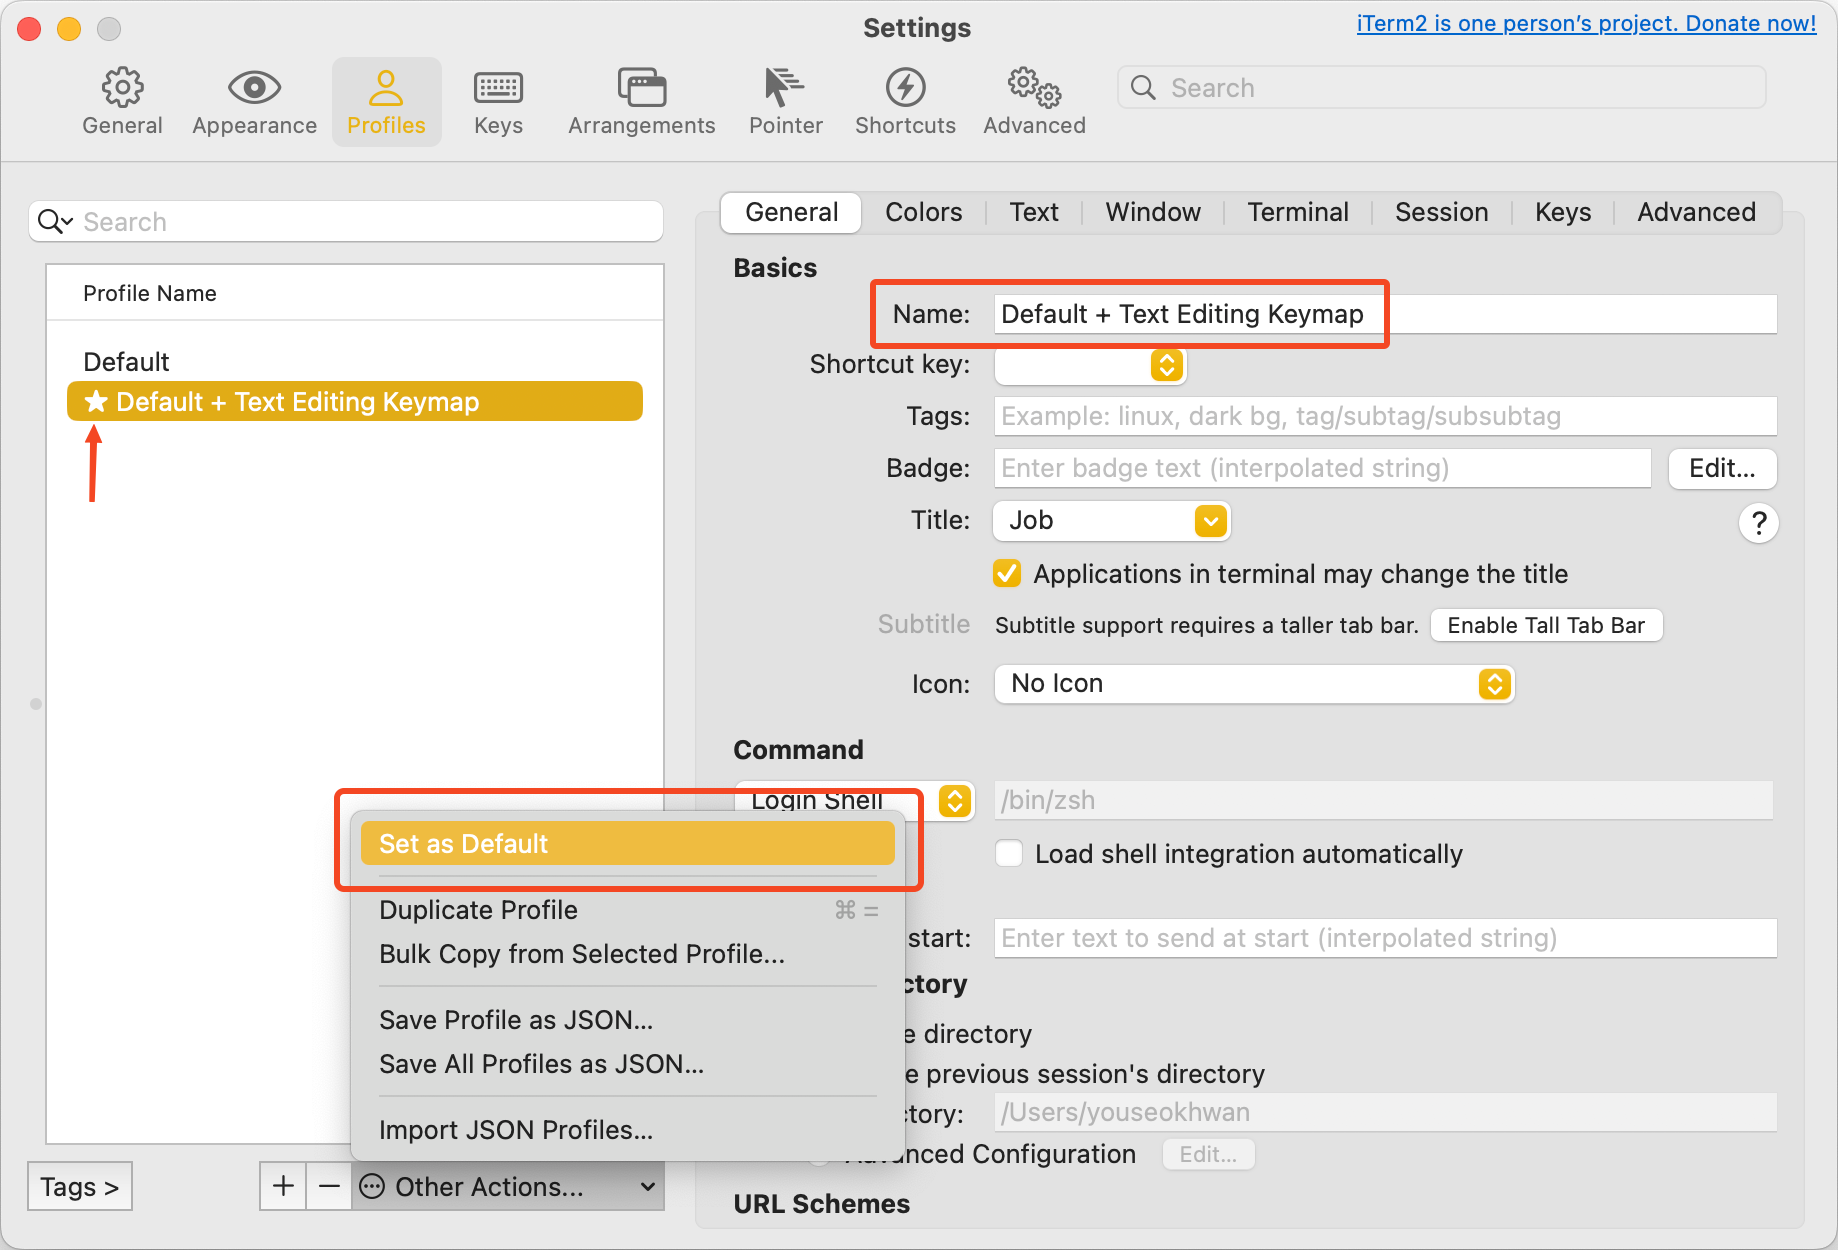 Settings
iTerm2 is one person's project. Donate now!
General
Appearance
Profiles
Keys
Arrangements
Pointer
Shortcuts
Advanced
Search
Search
Profile Name
Default
★ Default + Text Editing Keymap
General
Colors
Text
Window
Terminal
Session
Keys
Advanced
Basics
Name: Default + Text Editing Keymap
Shortcut key:
Tags: Example: linux, dark bg, tag/subtag/subsubtag
Badge: Enter badge text (interpolated string) Edit...
Title: Job ?
Applications in terminal may change the title
Subtitle Subtitle support requires a taller tab bar. Enable Tall Tab Bar
Icon: No Icon
Command
Login Shell /bin/zsh
Load shell integration automatically
start: Enter text to send at start (interpolated string)
ctory
e directory
e previous session's directory
ctory: /Users/youseokhwan
Advanced Configuration Edit...
URL Schemes
Set as Default
Duplicate Profile ⌘ =
Bulk Copy from Selected Profile...
Save Profile as JSON...
Save All Profiles as JSON...
Import JSON Profiles...
Tags >
+ − Other Actions...